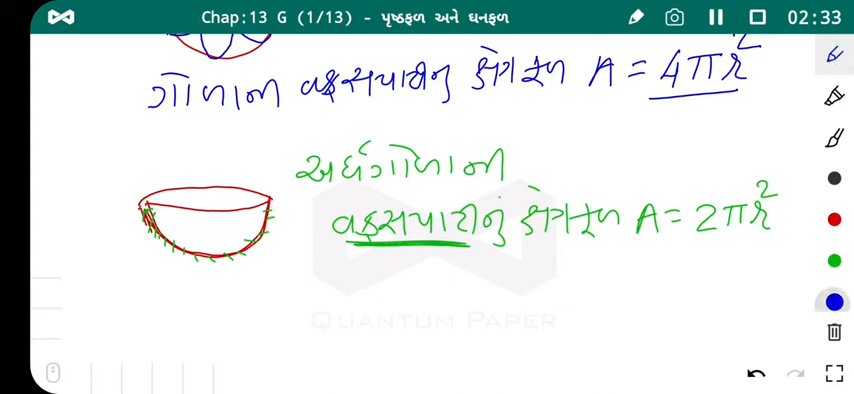 Chap:13 G (1/13) - પૃષ્ઠફળ અને ઘનફળ
02:33
ગોળાની વક્રસપાટીનું ક્ષેત્રફળ A = 4πr²
અર્ધગોળાની
વક્રસપાટીનું ક્ષેત્રફળ A = 2πr²
QUANTUM PAPER